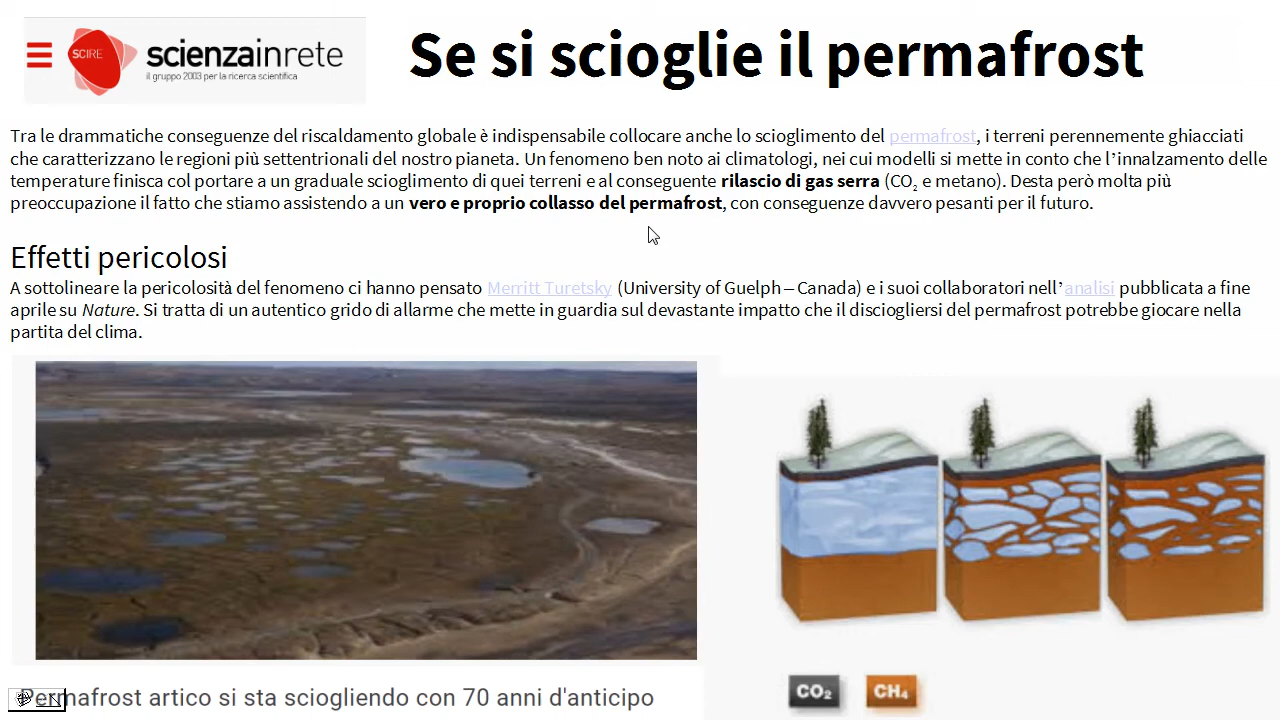 SCIRE
scienzainrete
il gruppo 2003 per la ricerca scientifica
Se si scioglie il permafrost
Tra le drammatiche conseguenze del riscaldamento globale è indispensabile collocare anche lo scioglimento del permafrost, i terreni perennemente ghiacciati
che caratterizzano le regioni più settentrionali del nostro pianeta. Un fenomeno ben noto ai climatologi, nei cui modelli si mette in conto che l’innalzamento delle
temperature finisca col portare a un graduale scioglimento di quei terreni e al conseguente rilascio di gas serra (CO₂ e metano). Desta però molta più
preoccupazione il fatto che stiamo assistendo a un vero e proprio collasso del permafrost, con conseguenze davvero pesanti per il futuro.
Effetti pericolosi
A sottolineare la pericolosità del fenomeno ci hanno pensato Merritt Turetsky (University of Guelph – Canada) e i suoi collaboratori nell’analisi pubblicata a fine
aprile su Nature. Si tratta di un autentico grido di allarme che mette in guardia sul devastante impatto che il disciogliersi del permafrost potrebbe giocare nella
partita del clima.
CO₂ CH₄
Permafrost artico si sta sciogliendo con 70 anni d'anticipo